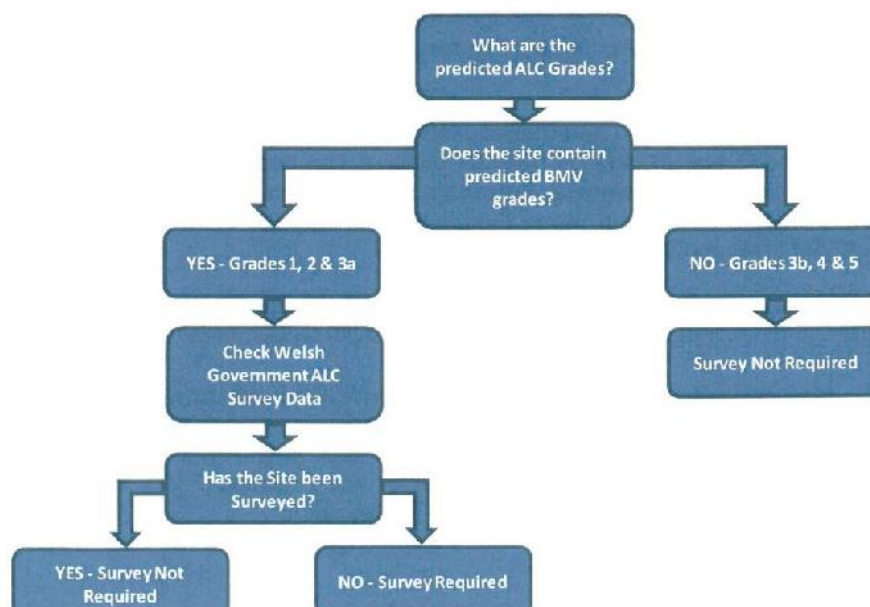 What are the
predicted ALC Grades?
Does the site contain
predicted BMV
grades?
YES - Grades 1, 2 & 3a
NO - Grades 3b, 4 & 5
Check Welsh
Government ALC
Survey Data
Survey Not Required
Has the Site been
Surveyed?
YES - Survey Not
Required
NO - Survey Required